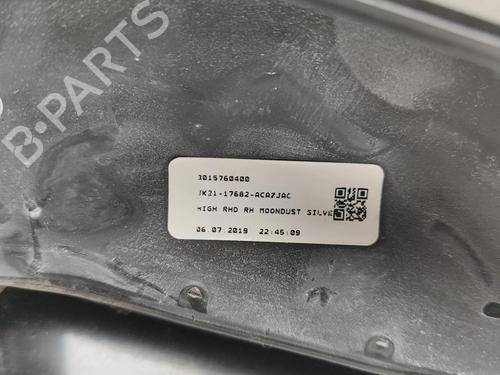 B-PARTS
3015760400
JK21-17682-ACAZJAC
HIGH RHD RH MOONDUST SILVE
06.07.2019 22:45:09